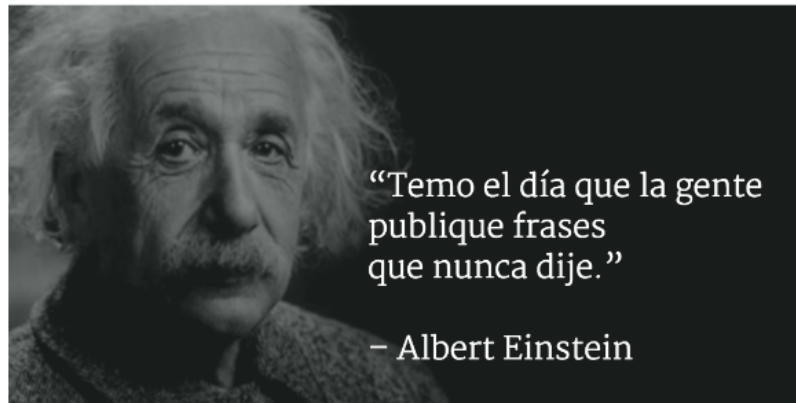 “Temo el día que la gente
publique frases
que nunca dije.”
– Albert Einstein